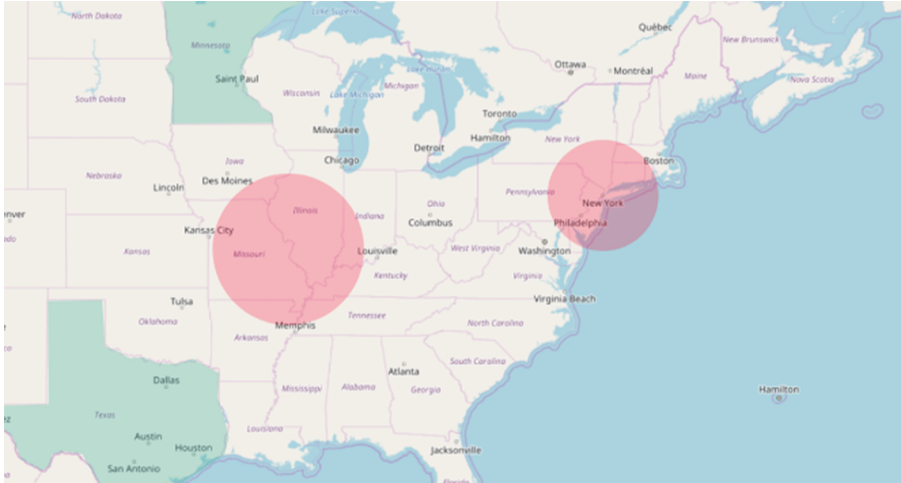 North Dakota
Lake Superior
Québec
New Brunswick
Minnesota
Ottawa
Montréal
Saint Paul
Lake Huron
Maine
Nova Scotia
Michigan
South Dakota
Wisconsin
Lake Michigan
Toronto
Milwaukee
Hamilton
New York
Detroit
Chicago
Boston
Iowa
Nebraska
Des Moines
Lincoln
Pennsylvania
Ohio
New York
Illinois
Indiana
Columbus
Philadelphia
nver
Kansas City
do
Kansas
Missouri
Louisville
West Virginia
Washington
Kentucky
Virginia
Tulsa
Virginia Beach
Tennessee
Oklahoma
Memphis
North Carolina
Arkansas
South Carolina
Atlanta
Dallas
Mississippi
Alabama
Georgia
Hamilton
Texas
Louisiana
Austin
Houston
Jacksonville
San Antonio
Florida